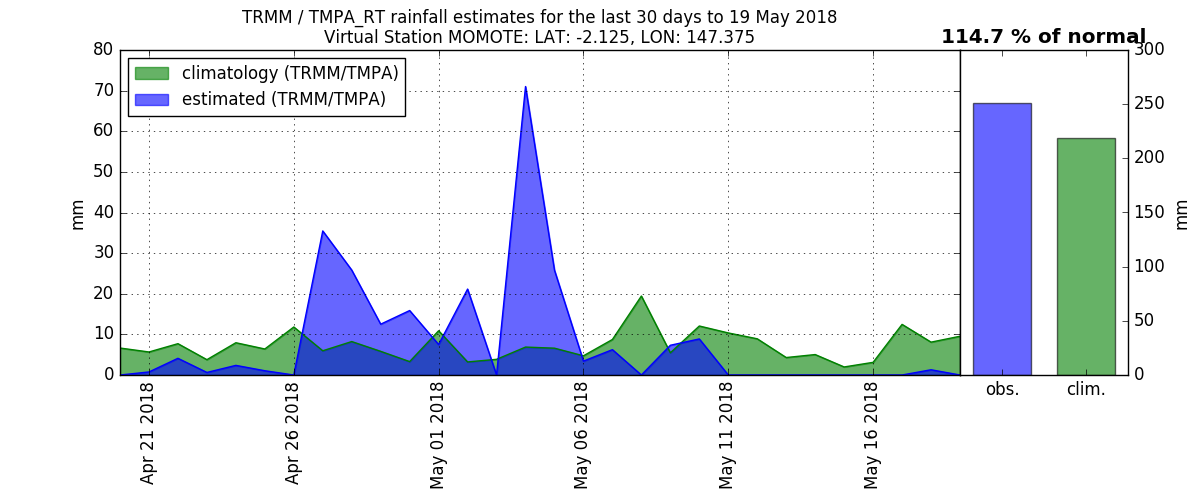 TRMM / TMPA_RT rainfall estimates for the last 30 days to 19 May 2018
Virtual Station MOMOTE: LAT: -2.125, LON: 147.375
114.7 % of normal
climatology (TRMM/TMPA)
estimated (TRMM/TMPA)
80
70
60
50
40
30
20
10
0
mm
Apr 21 2018
Apr 26 2018
May 01 2018
May 06 2018
May 11 2018
May 16 2018
300
250
200
150
100
50
0
mm
obs.
clim.